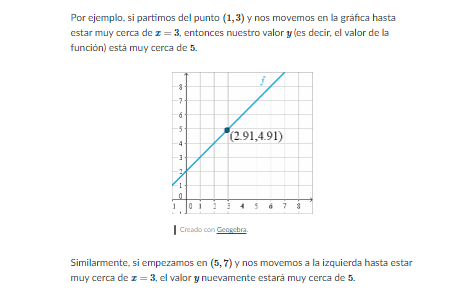 Por ejemplo, si partimos del punto (1, 3) y nos movemos en la gráfica hasta
estar muy cerca de x = 3, entonces nuestro valor y (es decir, el valor de la
función) está muy cerca de 5.
f
8
7
6
5
(2.91,4.91)
4
3
2
1
0
1 0 1 2 3 4 5 6 7 8
1
Creado con Geogebra.
Similarmente, si empezamos en (5, 7) y nos movemos a la izquierda hasta estar
muy cerca de x = 3, el valor y nuevamente estará muy cerca de 5.